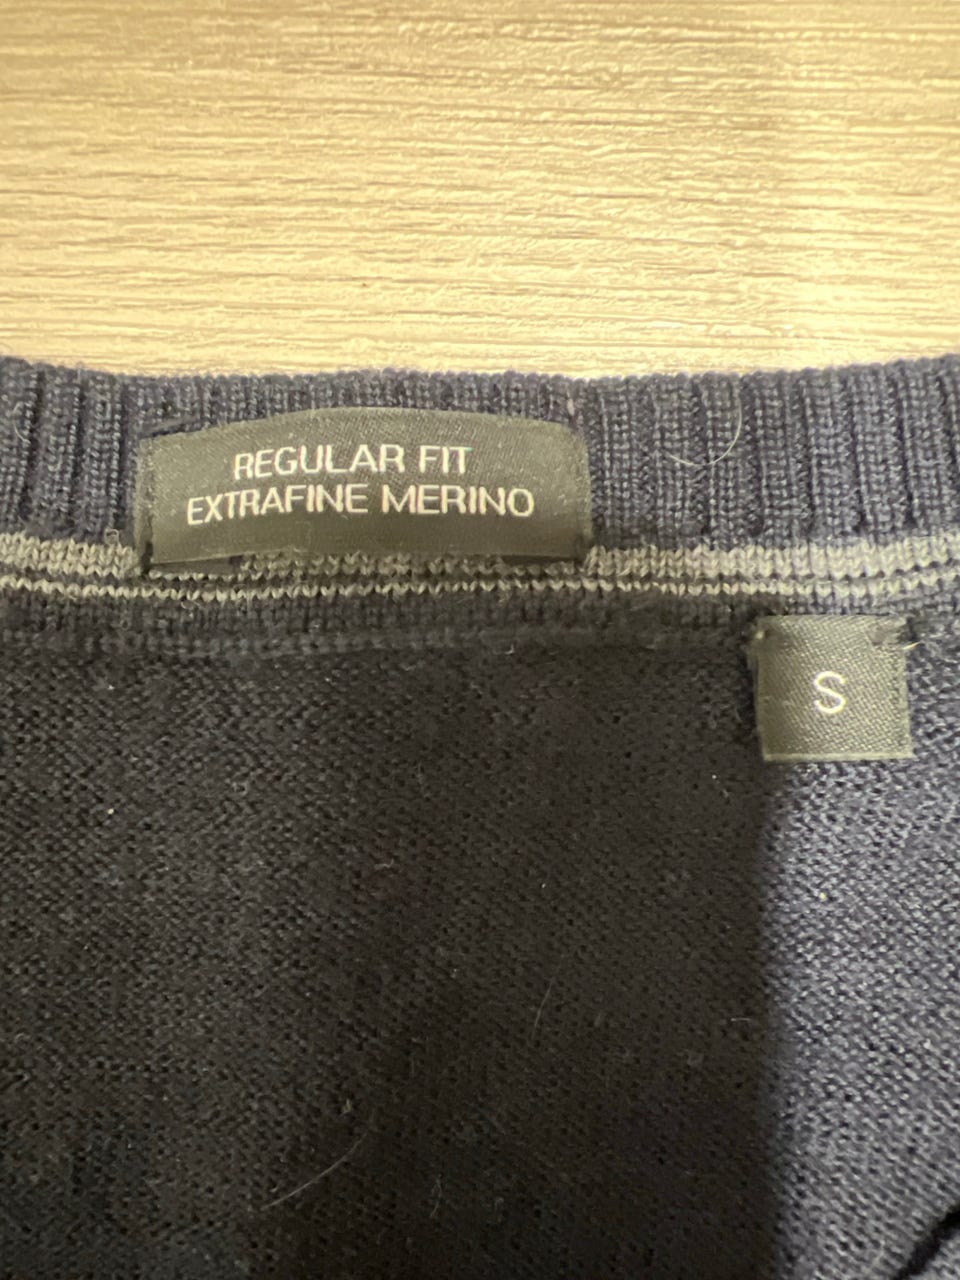 REGULAR FIT
EXTRAFINE MERINO
S